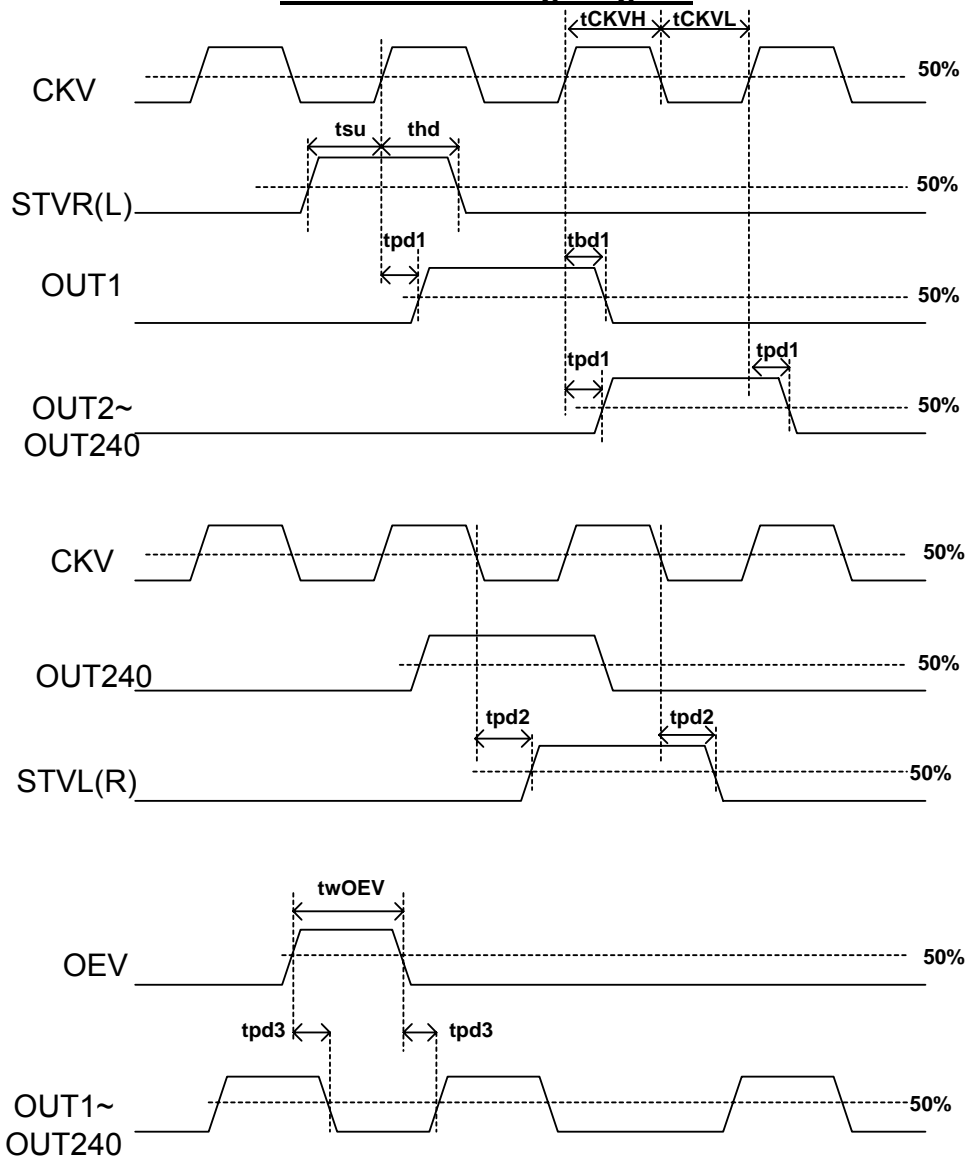 tCKVH tCKVL
CKV 50%
tsu thd
STVR(L) 50%
tpd1 tbd1
OUT1 50%
tpd1 tpd1
OUT2~ 50%
OUT240
CKV 50%
OUT240 50%
tpd2 tpd2
STVL(R) 50%
twOEV
OEV 50%
tpd3 tpd3
OUT1~ 50%
OUT240